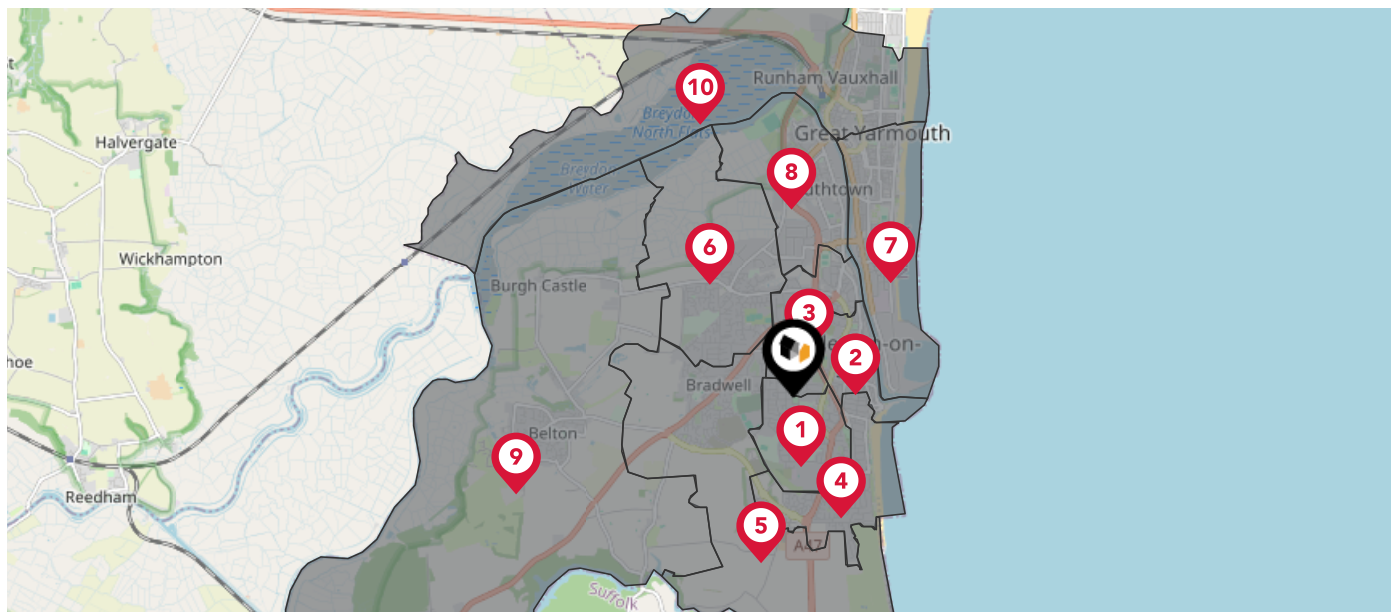 10
Runham Vauxhall
Breydon
North Flats
Great Yarmouth
Halvergate
8
Breydon
Water
6
7
Wickhampton
Burgh Castle
3
2
Bradwell
1
Belton
9
4
Reedham
5
A47
Suffolk